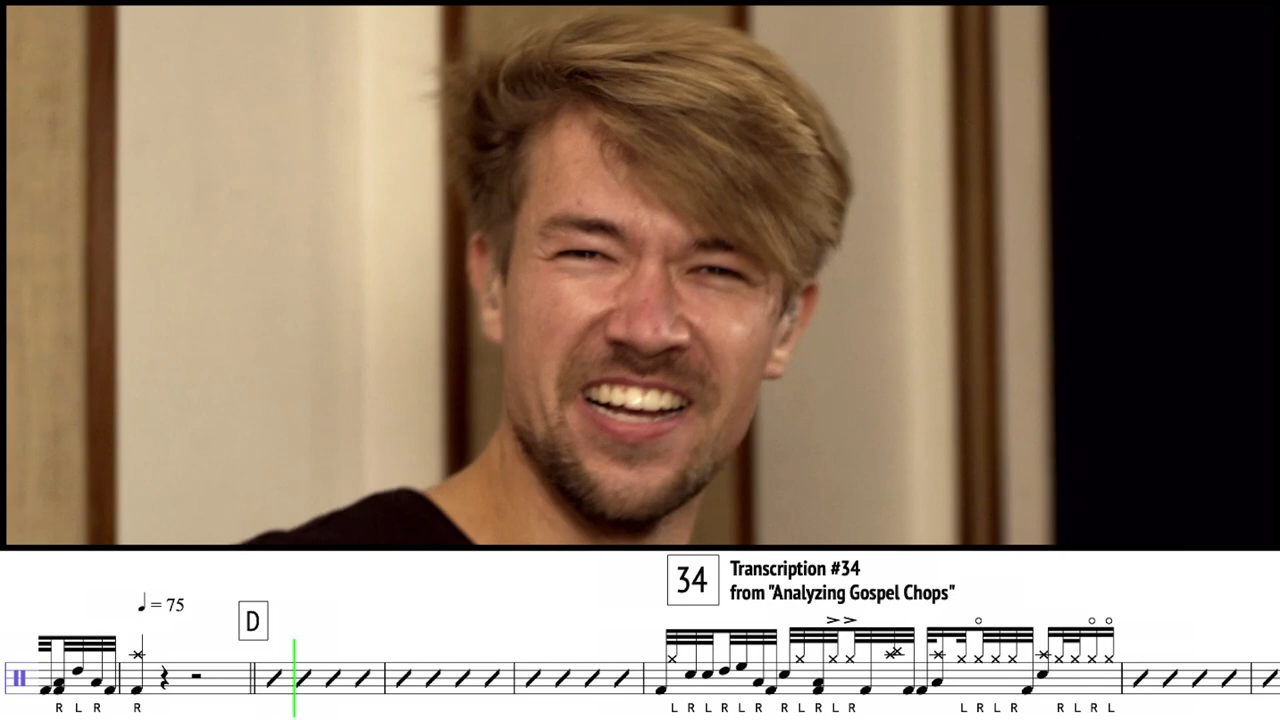 34
Transcription #34
from "Analyzing Gospel Chops"
= 75
D
R L R R L R L R L R R L R L R L R L R R L R L